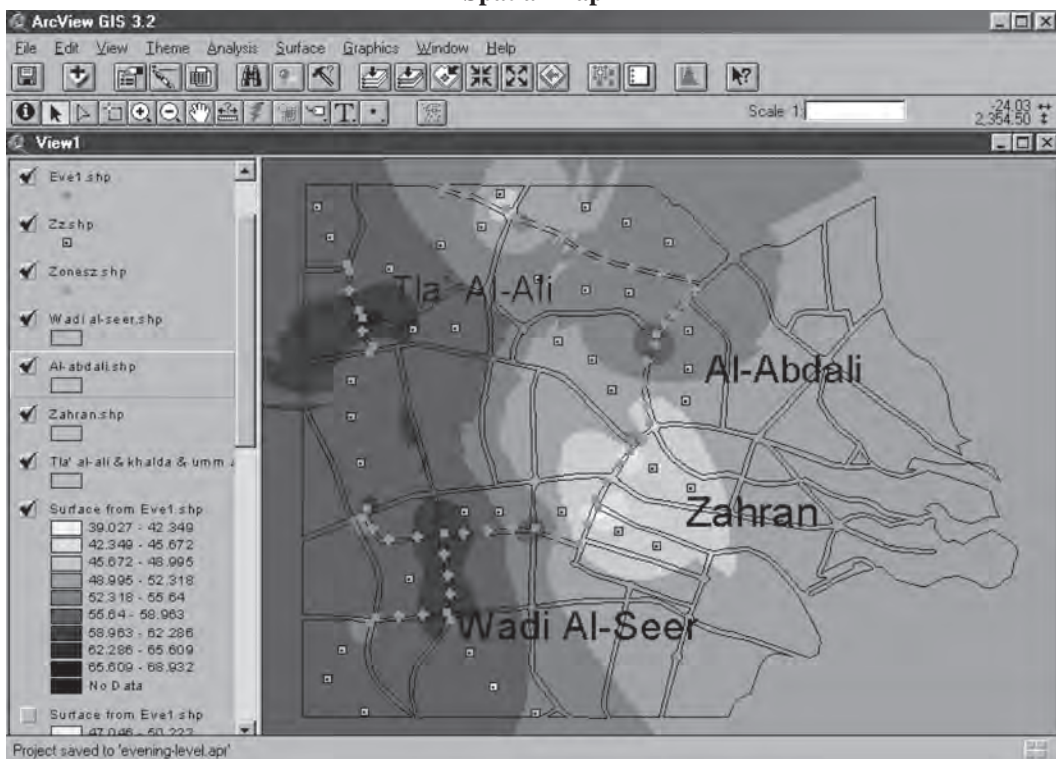 ArcView GIS 3.2
File Edit View Theme Analysis Surface Graphics Window Help
Scale 1:
-24.03
2,354.50
View1
Eve1.shp
Zz.shp
Zonesz.shp
Wadi al-seer.shp
Al-abdali.shp
Zahran.shp
Tla' al-ali & khalda & umm
Surface from Eve1.shp
39.027 - 42.349
42.349 - 45.672
45.672 - 48.995
48.995 - 52.318
52.318 - 55.64
55.64 - 58.963
58.963 - 62.286
62.286 - 65.609
65.609 - 68.932
No Data
Surface from Eve1.shp
47.046 - 50.222
Tla' Al-Ali
Al-Abdali
Zahran
Wadi Al-Seer
Project saved to 'evening-level.apr'